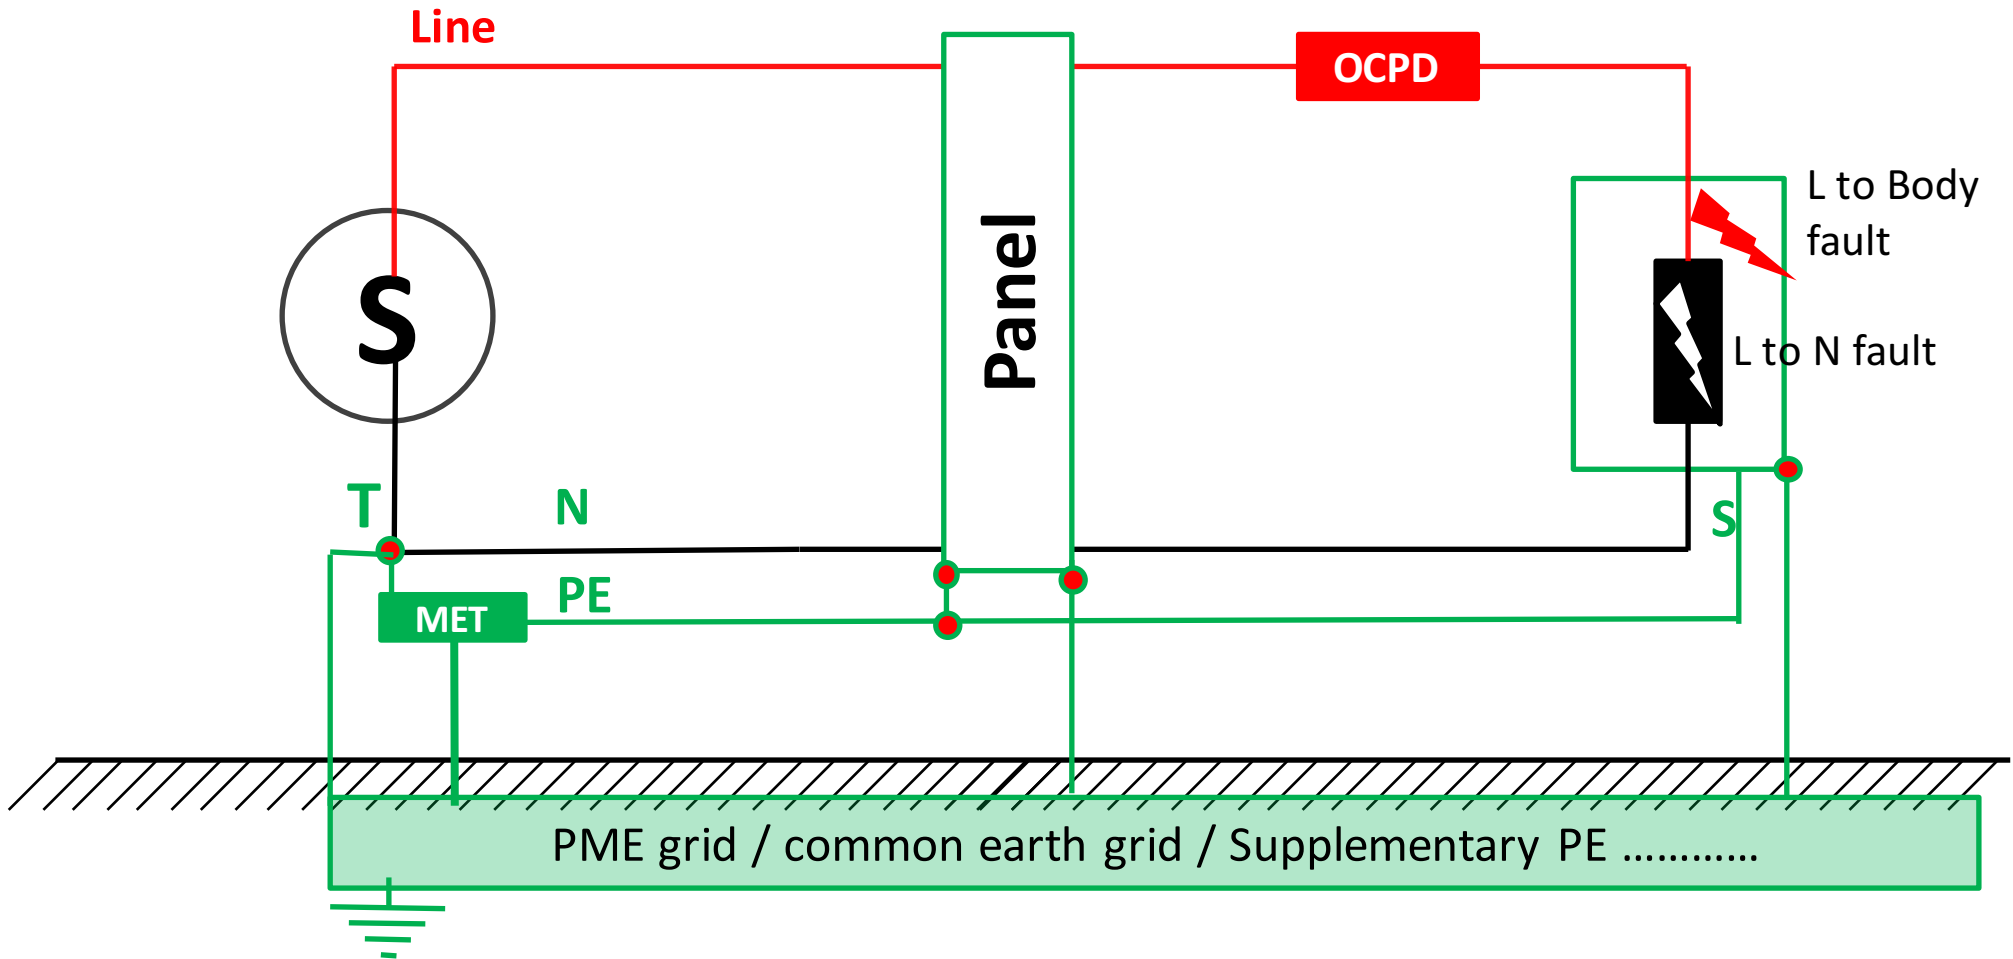 Line
OCPD
L to Body
fault
Panel
S
L to N fault
T
N
S
PE
MET
PME grid / common earth grid / Supplementary PE ............